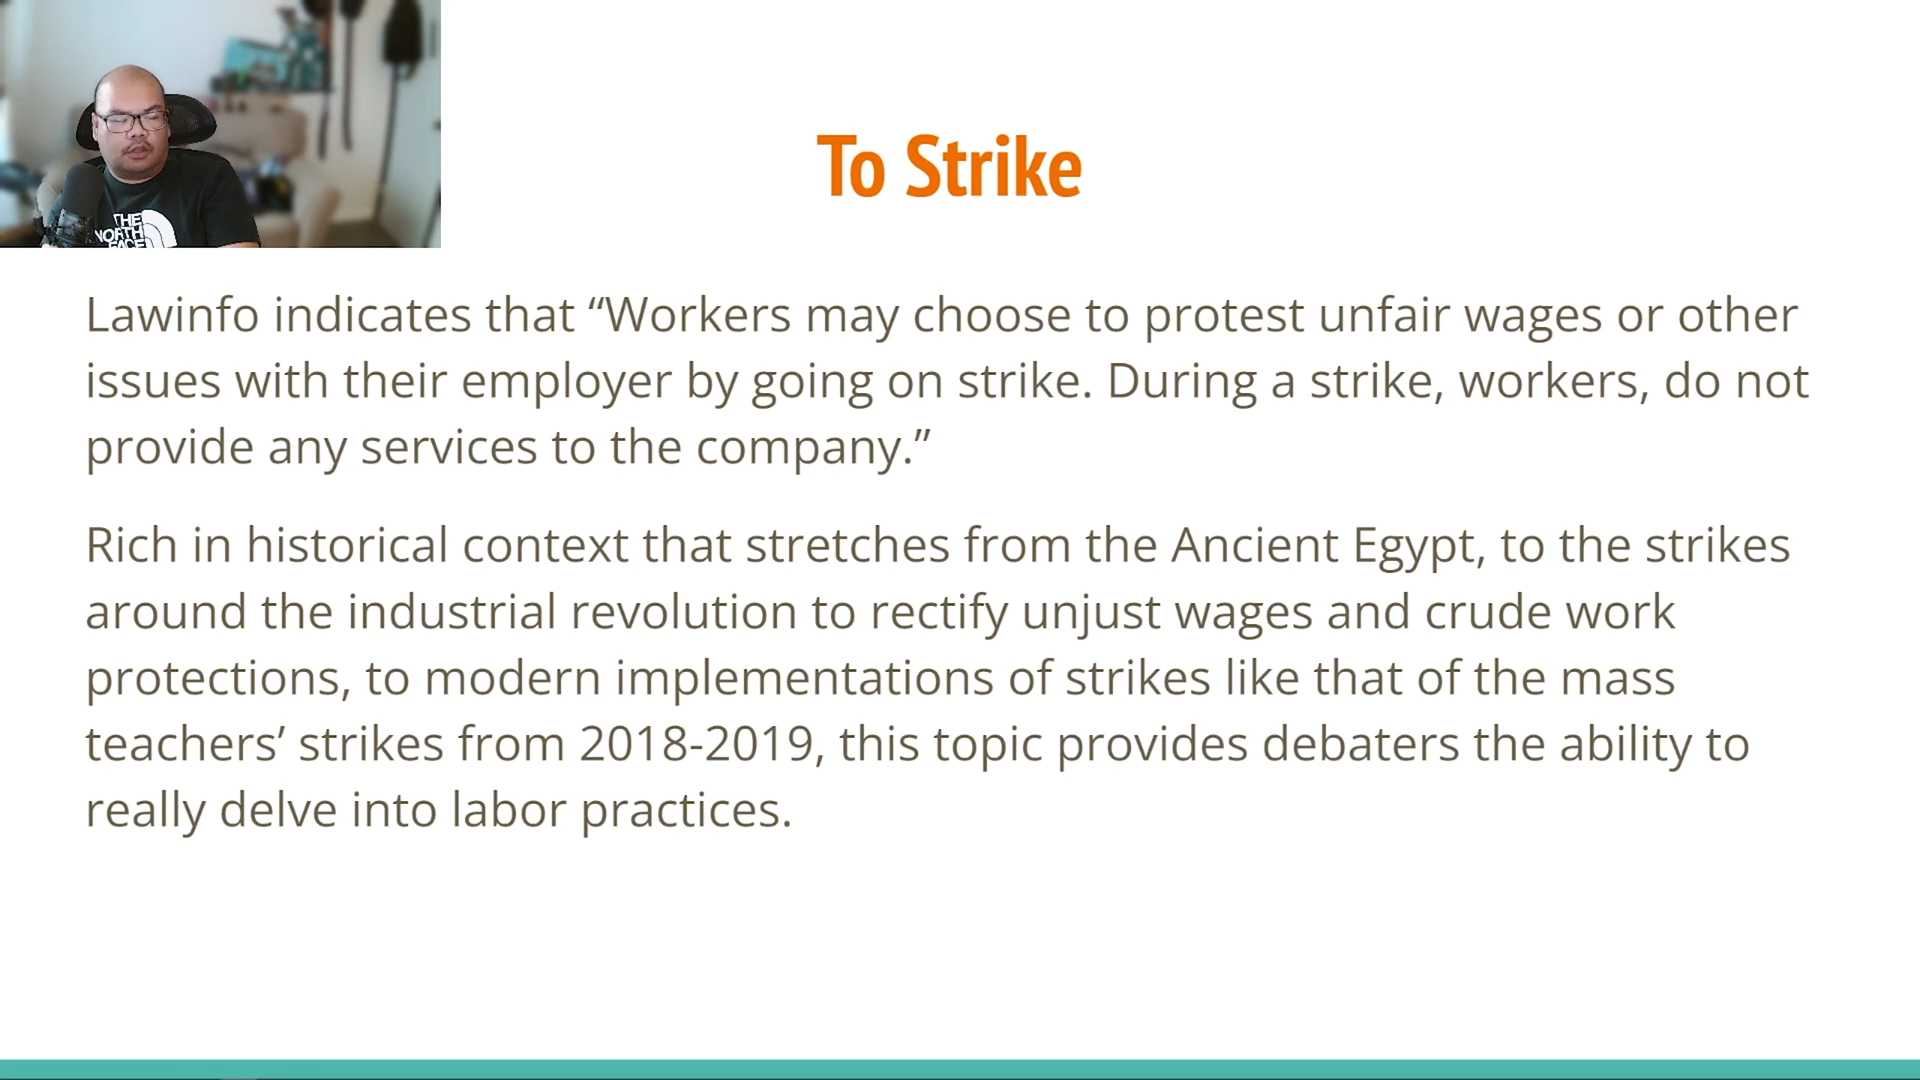 THE
NORTH
FACE
To Strike
Lawinfo indicates that “Workers may choose to protest unfair wages or other
issues with their employer by going on strike. During a strike, workers, do not
provide any services to the company.”
Rich in historical context that stretches from the Ancient Egypt, to the strikes
around the industrial revolution to rectify unjust wages and crude work
protections, to modern implementations of strikes like that of the mass
teachers’ strikes from 2018-2019, this topic provides debaters the ability to
really delve into labor practices.